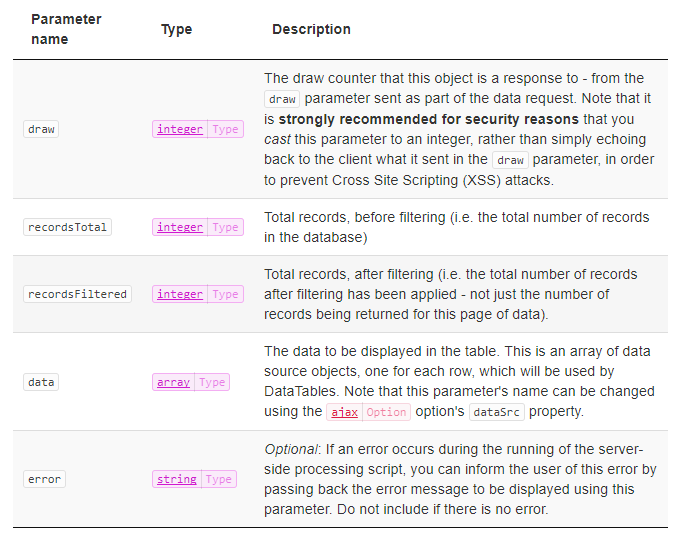 Parameter name Type Description
draw integer Type The draw counter that this object is a response to - from the
draw parameter sent as part of the data request. Note that it
is strongly recommended for security reasons that you
cast this parameter to an integer, rather than simply echoing
back to the client what it sent in the draw parameter, in order
to prevent Cross Site Scripting (XSS) attacks.
recordsTotal integer Type Total records, before filtering (i.e. the total number of records
in the database)
recordsFiltered integer Type Total records, after filtering (i.e. the total number of records
after filtering has been applied - not just the number of
records being returned for this page of data).
data array Type The data to be displayed in the table. This is an array of data
source objects, one for each row, which will be used by
DataTables. Note that this parameter's name can be changed
using the ajax Option option's dataSrc property.
error string Type Optional: If an error occurs during the running of the server-
side processing script, you can inform the user of this error by
passing back the error message to be displayed using this
parameter. Do not include if there is no error.